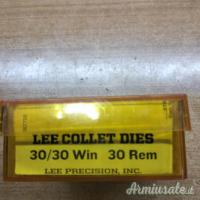 LEE COLLET DIES
30/30 Win 30 Rem
LEE PRECISION, INC.
Armiusate.it